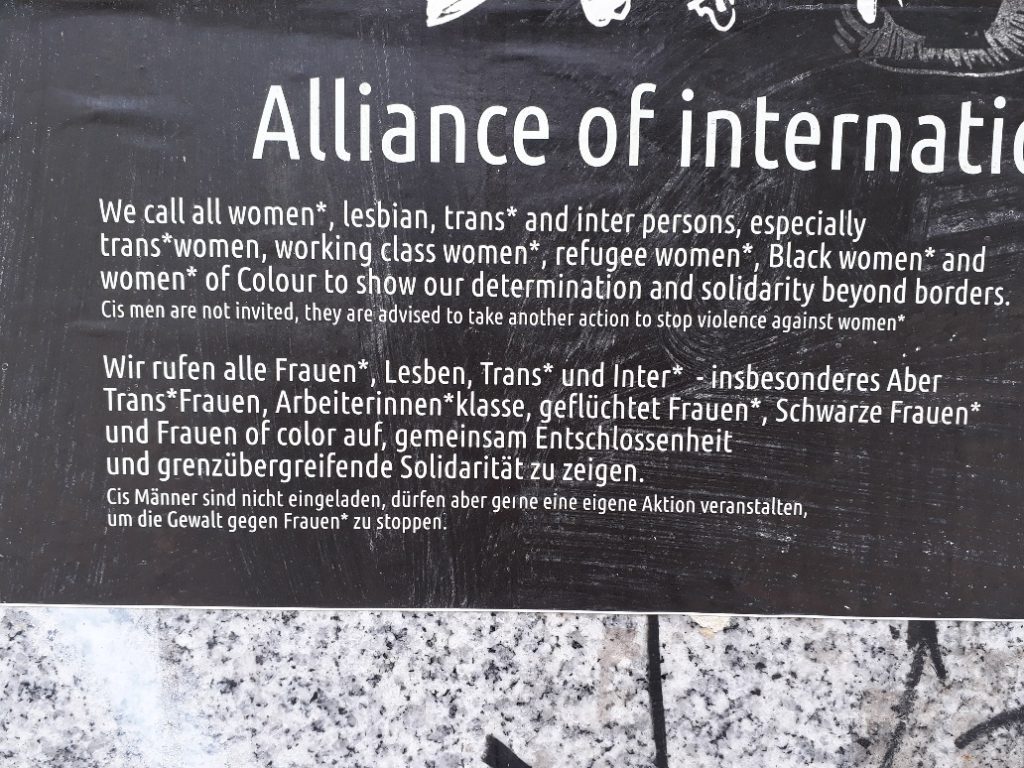 Alliance of internatio
We call all women*, lesbian, trans* and inter persons, especially
trans*women, working class women*, refugee women*, Black women* and
women* of Colour to show our determination and solidarity beyond borders.
Cis men are not invited, they are advised to take another action to stop violence against women*
Wir rufen alle Frauen*, Lesben, Trans* und Inter* - insbesonderes Aber
Trans*Frauen, Arbeiterinnen*klasse, geflüchtet Frauen*, Schwarze Frauen*
und Frauen of color auf, gemeinsam Entschlossenheit
und grenzübergreifende Solidarität zu zeigen.
Cis Männer sind nicht eingeladen, dürfen aber gerne eine eigene Aktion veranstalten,
um die Gewalt gegen Frauen* zu stoppen.